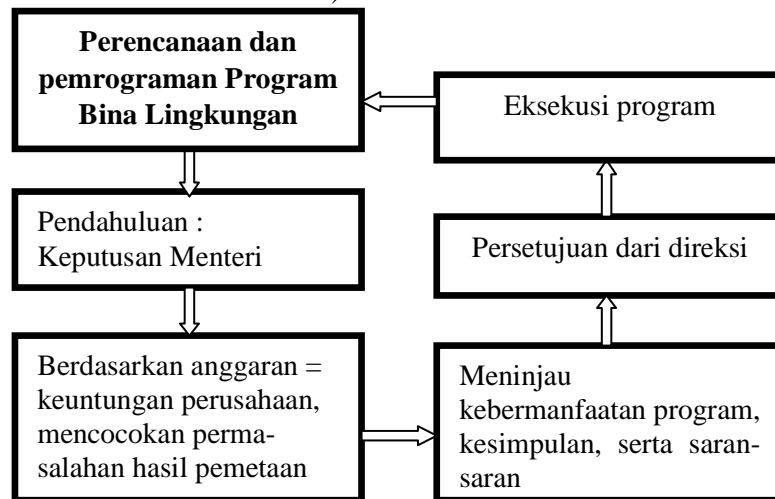 Perencanaan dan
pemrograman Program
Bina Lingkungan
Pendahuluan :
Keputusan Menteri
Berdasarkan anggaran =
keuntungan perusahaan,
mencocokan perma-
salahan hasil pemetaan
Meninjau
kebermanfaatan program,
kesimpulan, serta saran-
saran
Persetujuan dari direksi
Eksekusi program